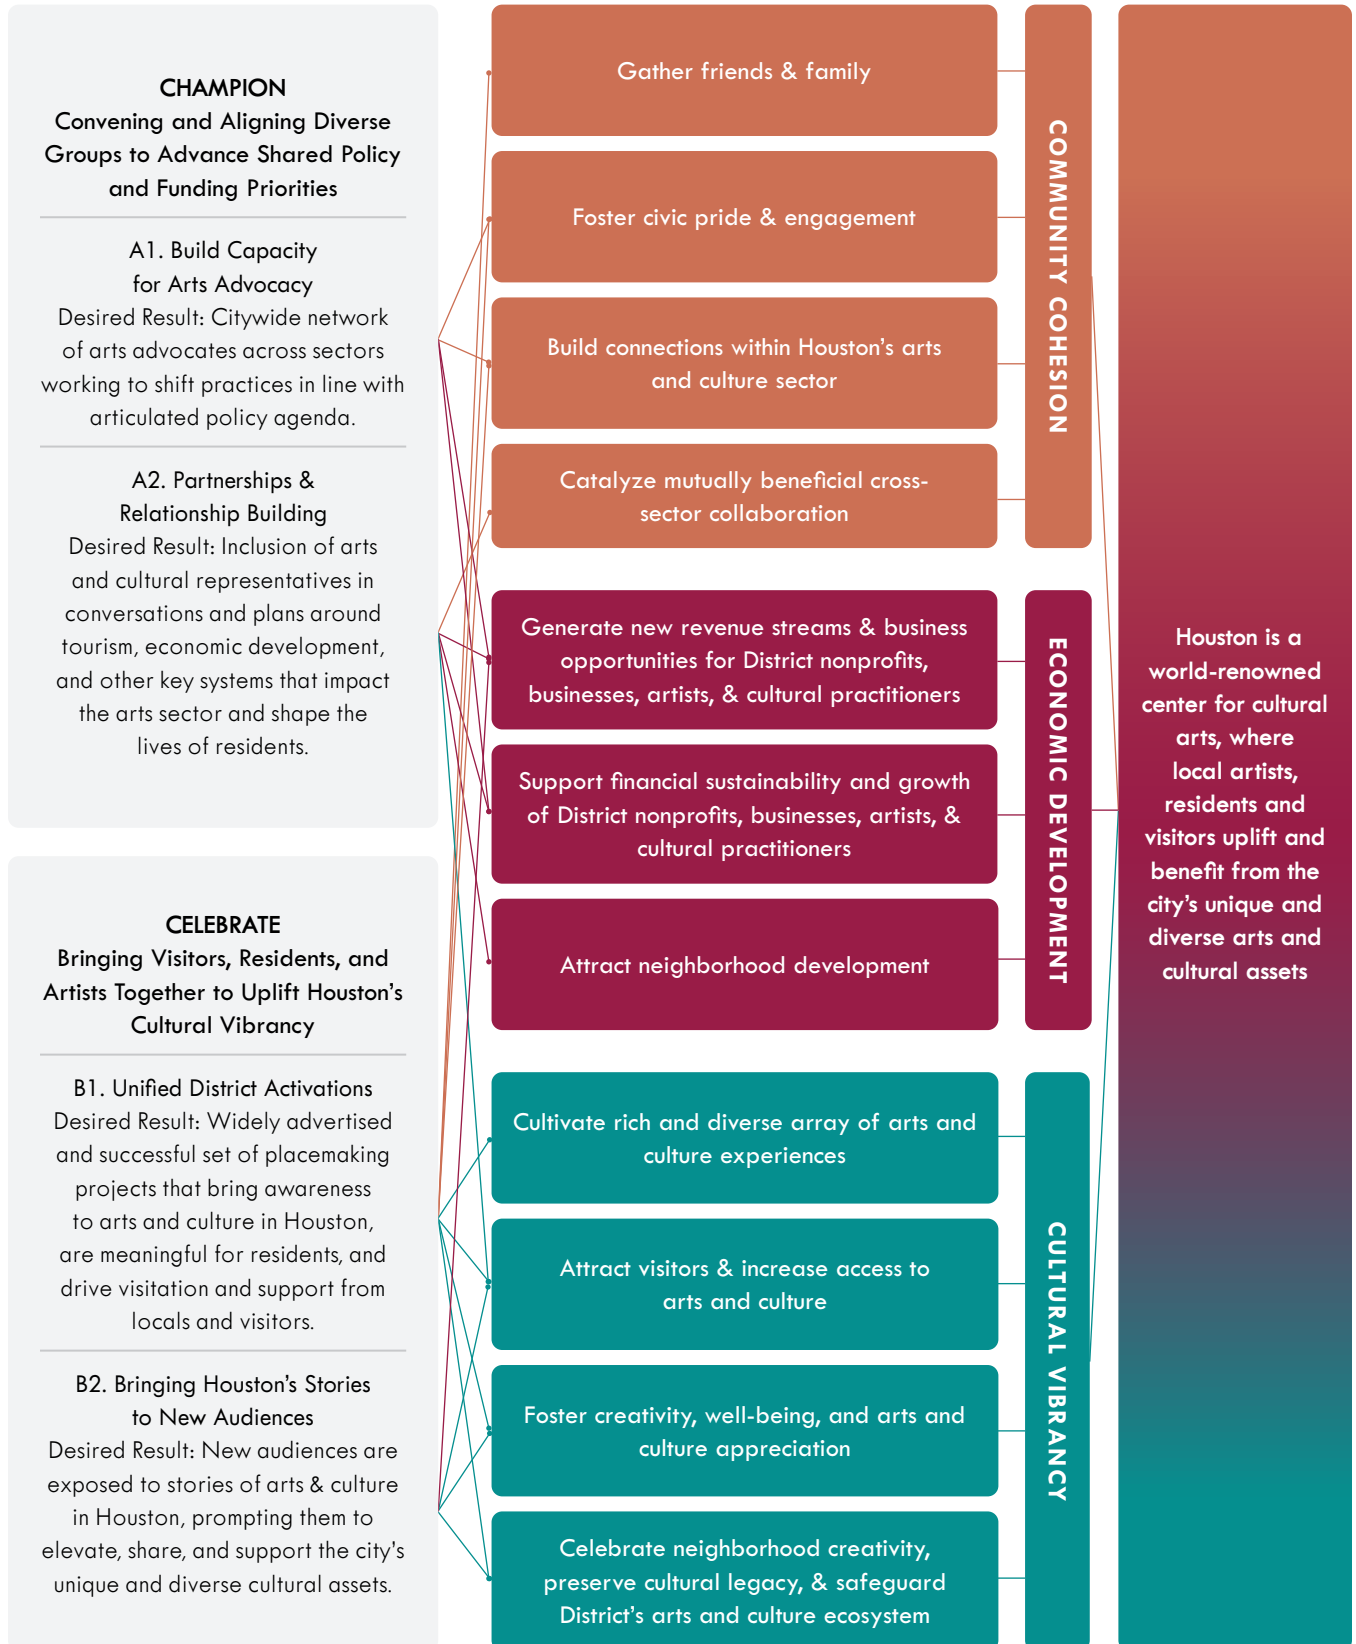 CHAMPION
Convening and Aligning Diverse
Groups to Advance Shared Policy
and Funding Priorities
A1. Build Capacity
for Arts Advocacy
Desired Result: Citywide network
of arts advocates across sectors
working to shift practices in line with
articulated policy agenda.
A2. Partnerships &
Relationship Building
Desired Result: Inclusion of arts
and cultural representatives in
conversations and plans around
tourism, economic development,
and other key systems that impact
the arts sector and shape the
lives of residents.
CELEBRATE
Bringing Visitors, Residents, and
Artists Together to Uplift Houston's
Cultural Vibrancy
B1. Unified District Activations
Desired Result: Widely advertised
and successful set of placemaking
projects that bring awareness
to arts and culture in Houston,
are meaningful for residents, and
drive visitation and support from
locals and visitors.
B2. Bringing Houston's Stories
to New Audiences
Desired Result: New audiences are
exposed to stories of arts & culture
in Houston, prompting them to
elevate, share, and support the city's
unique and diverse cultural assets.
Gather friends & family
Foster civic pride & engagement
Build connections within Houston's arts
and culture sector
Catalyze mutually beneficial cross-
sector collaboration
COMMUNITY COHESION
Generate new revenue streams & business
opportunities for District nonprofits,
businesses, artists, & cultural practitioners
Support financial sustainability and growth
of District nonprofits, businesses, artists, &
cultural practitioners
Attract neighborhood development
ECONOMIC DEVELOPMENT
Cultivate rich and diverse array of arts and
culture experiences
Attract visitors & increase access to
arts and culture
Foster creativity, well-being, and arts and
culture appreciation
Celebrate neighborhood creativity,
preserve cultural legacy, & safeguard
District's arts and culture ecosystem
CULTURAL VIBRANCY
Houston is a
world-renowned
center for cultural
arts, where
local artists,
residents and
visitors uplift and
benefit from the
city's unique and
diverse arts and
cultural assets